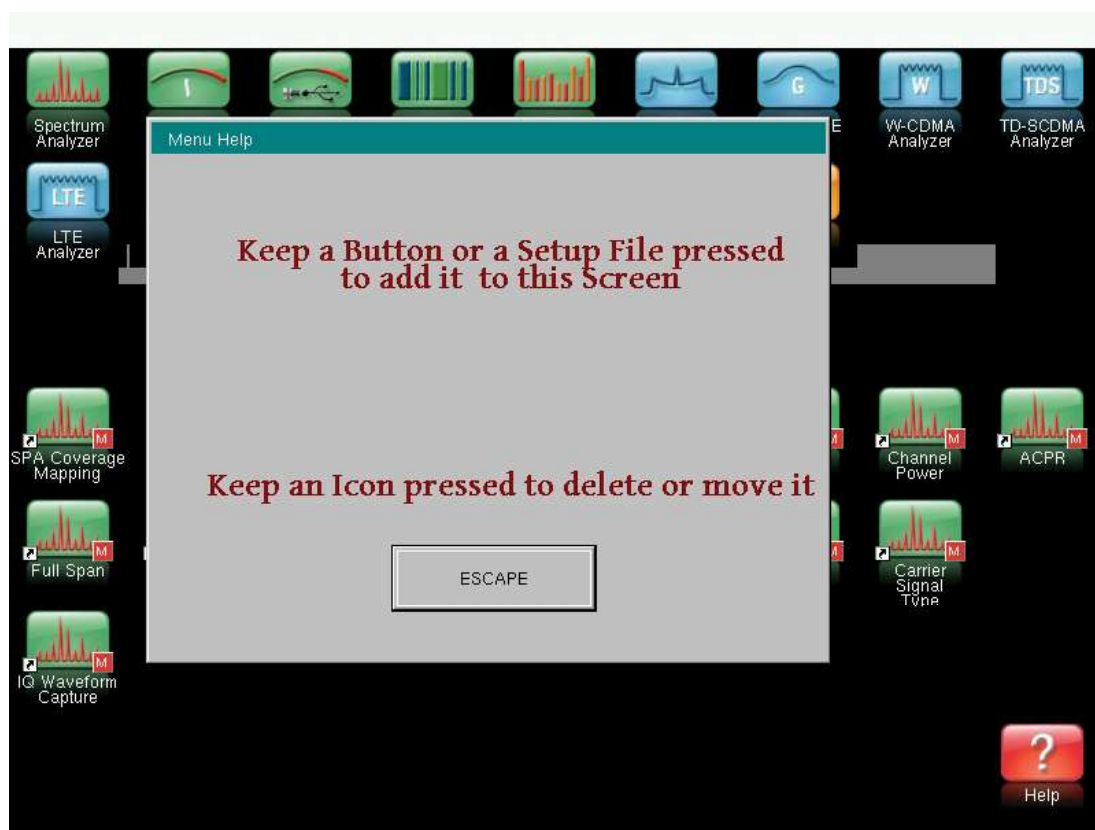 I
G
W
TDS
Spectrum
Analyzer
E
W-CDMA
Analyzer
TD-SCDMA
Analyzer
Menu Help
LTE
LTE
Analyzer
Keep a Button or a Setup File pressed
to add it to this Screen
M
SPA Coverage
Mapping
M
M
Channel
Power
M
ACPR
Keep an Icon pressed to delete or move it
M
Full Span
M
M
Carrier
Signal
Type
ESCAPE
M
IQ Waveform
Capture
?
Help